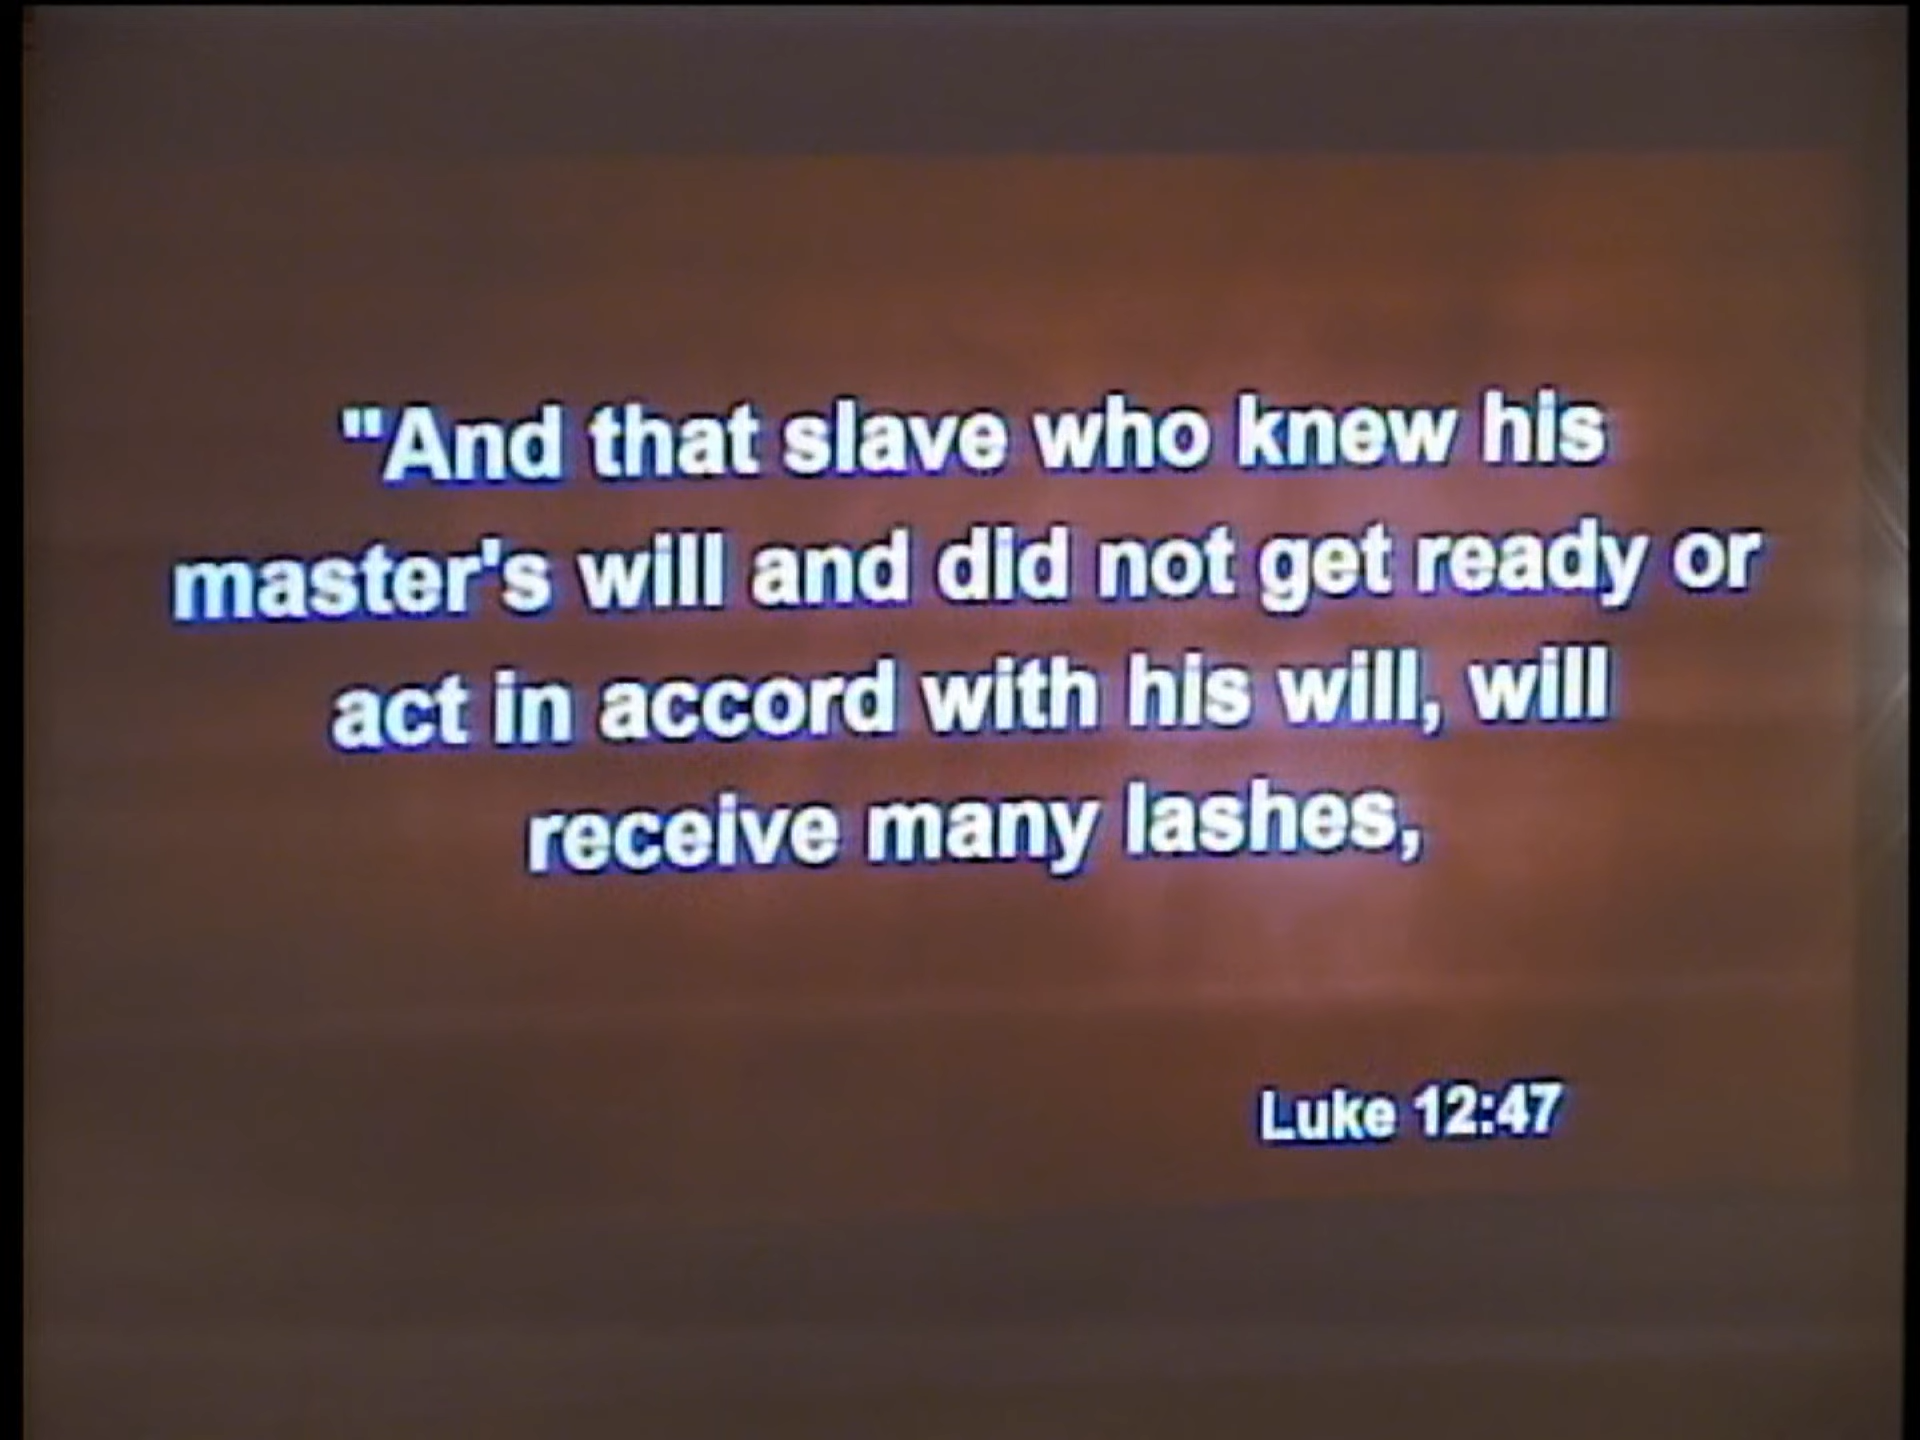 "And that slave who knew his
master's will and did not get ready or
act in accord with his will, will
receive many lashes,
Luke 12:47